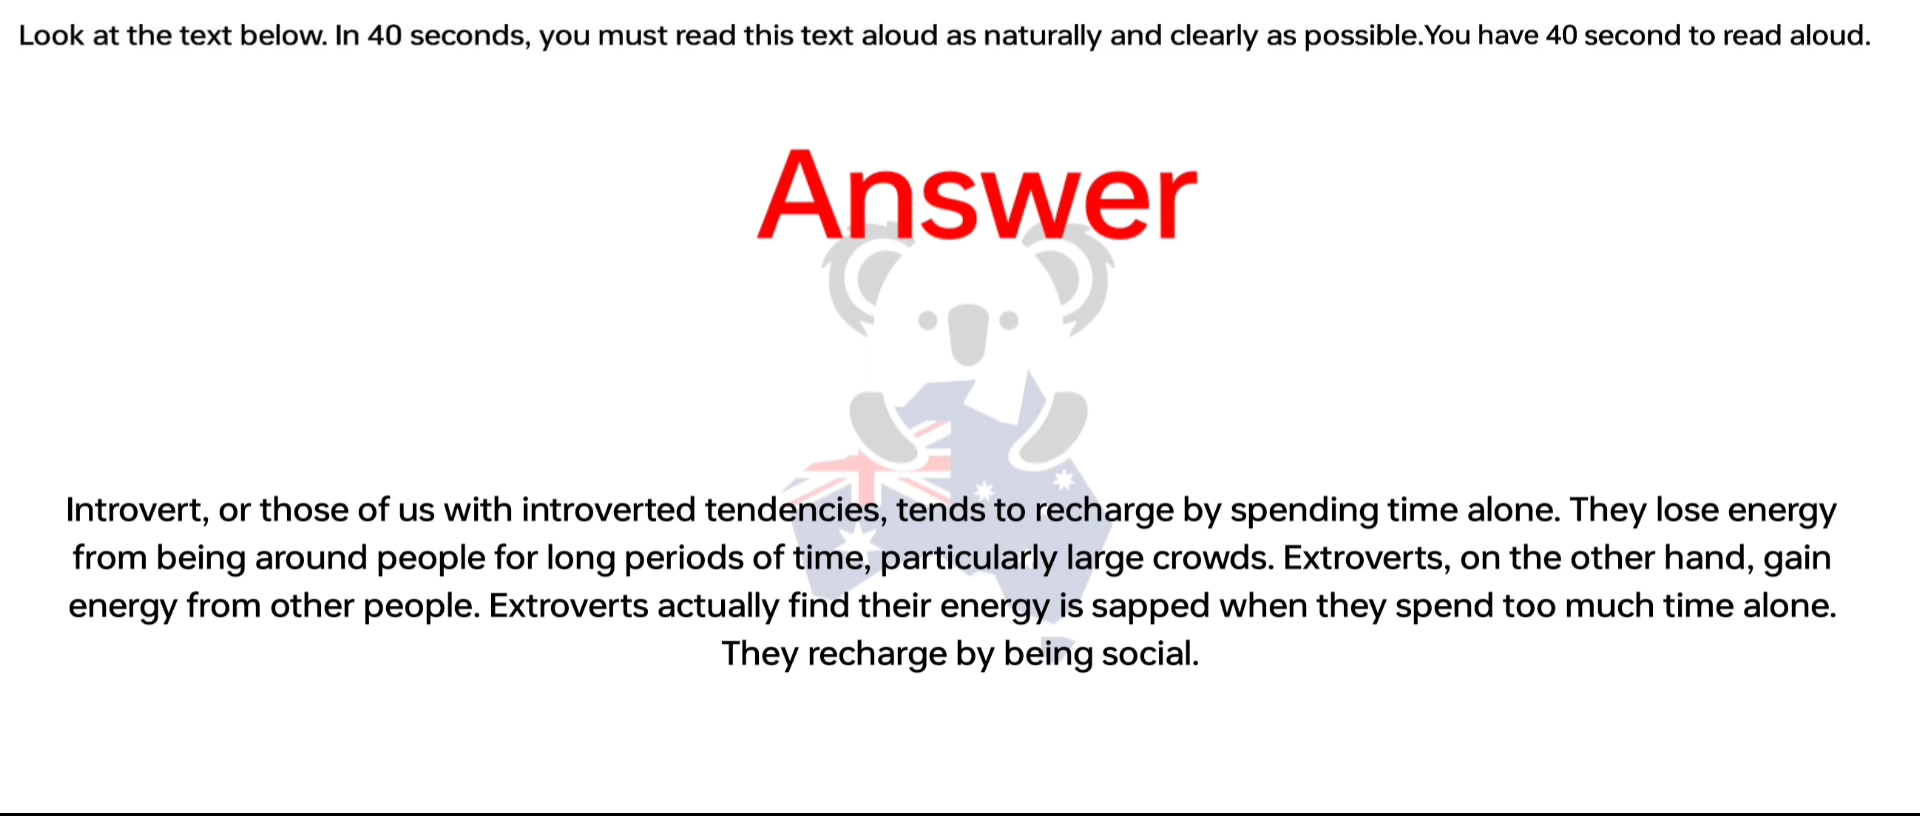 Look at the text below. In 40 seconds, you must read this text aloud as naturally and clearly as possible.You have 40 second to read aloud.
Answer
Introvert, or those of us with introverted tendencies, tends to recharge by spending time alone. They lose energy
from being around people for long periods of time, particularly large crowds. Extroverts, on the other hand, gain
energy from other people. Extroverts actually find their energy is sapped when they spend too much time alone.
They recharge by being social.